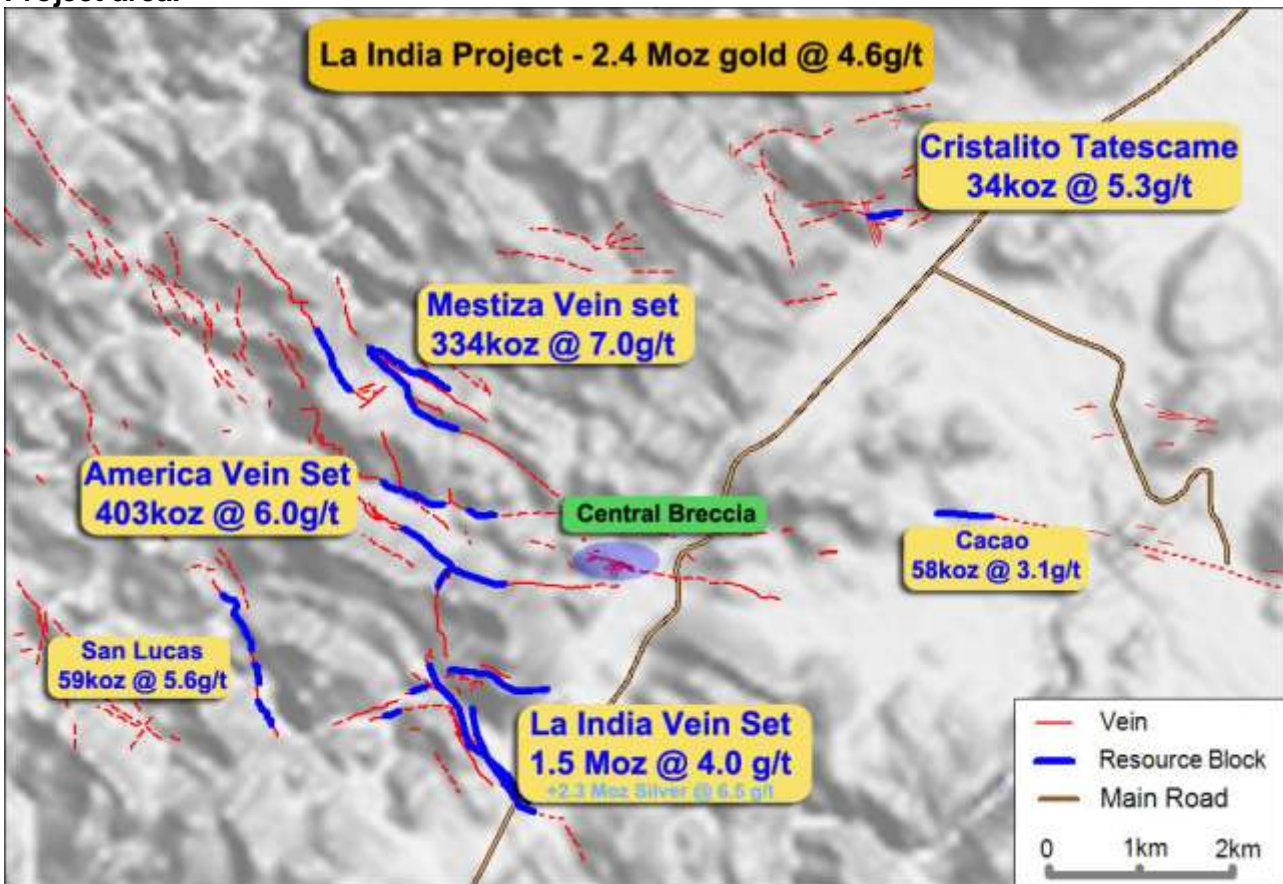 La India Project - 2.4 Moz gold @ 4.6g/t
Cristalito Tatescame
34koz @ 5.3g/t
Mestiza Vein set
334koz @ 7.0g/t
America Vein Set
403koz @ 6.0g/t
Central Breccia
Cacao
58koz @ 3.1g/t
San Lucas
59koz @ 5.6g/t
La India Vein Set
1.5 Moz @ 4.0 g/t
+2.3 Moz Silver @ 6.5 g/t
Vein
Resource Block
Main Road
0 1km 2km